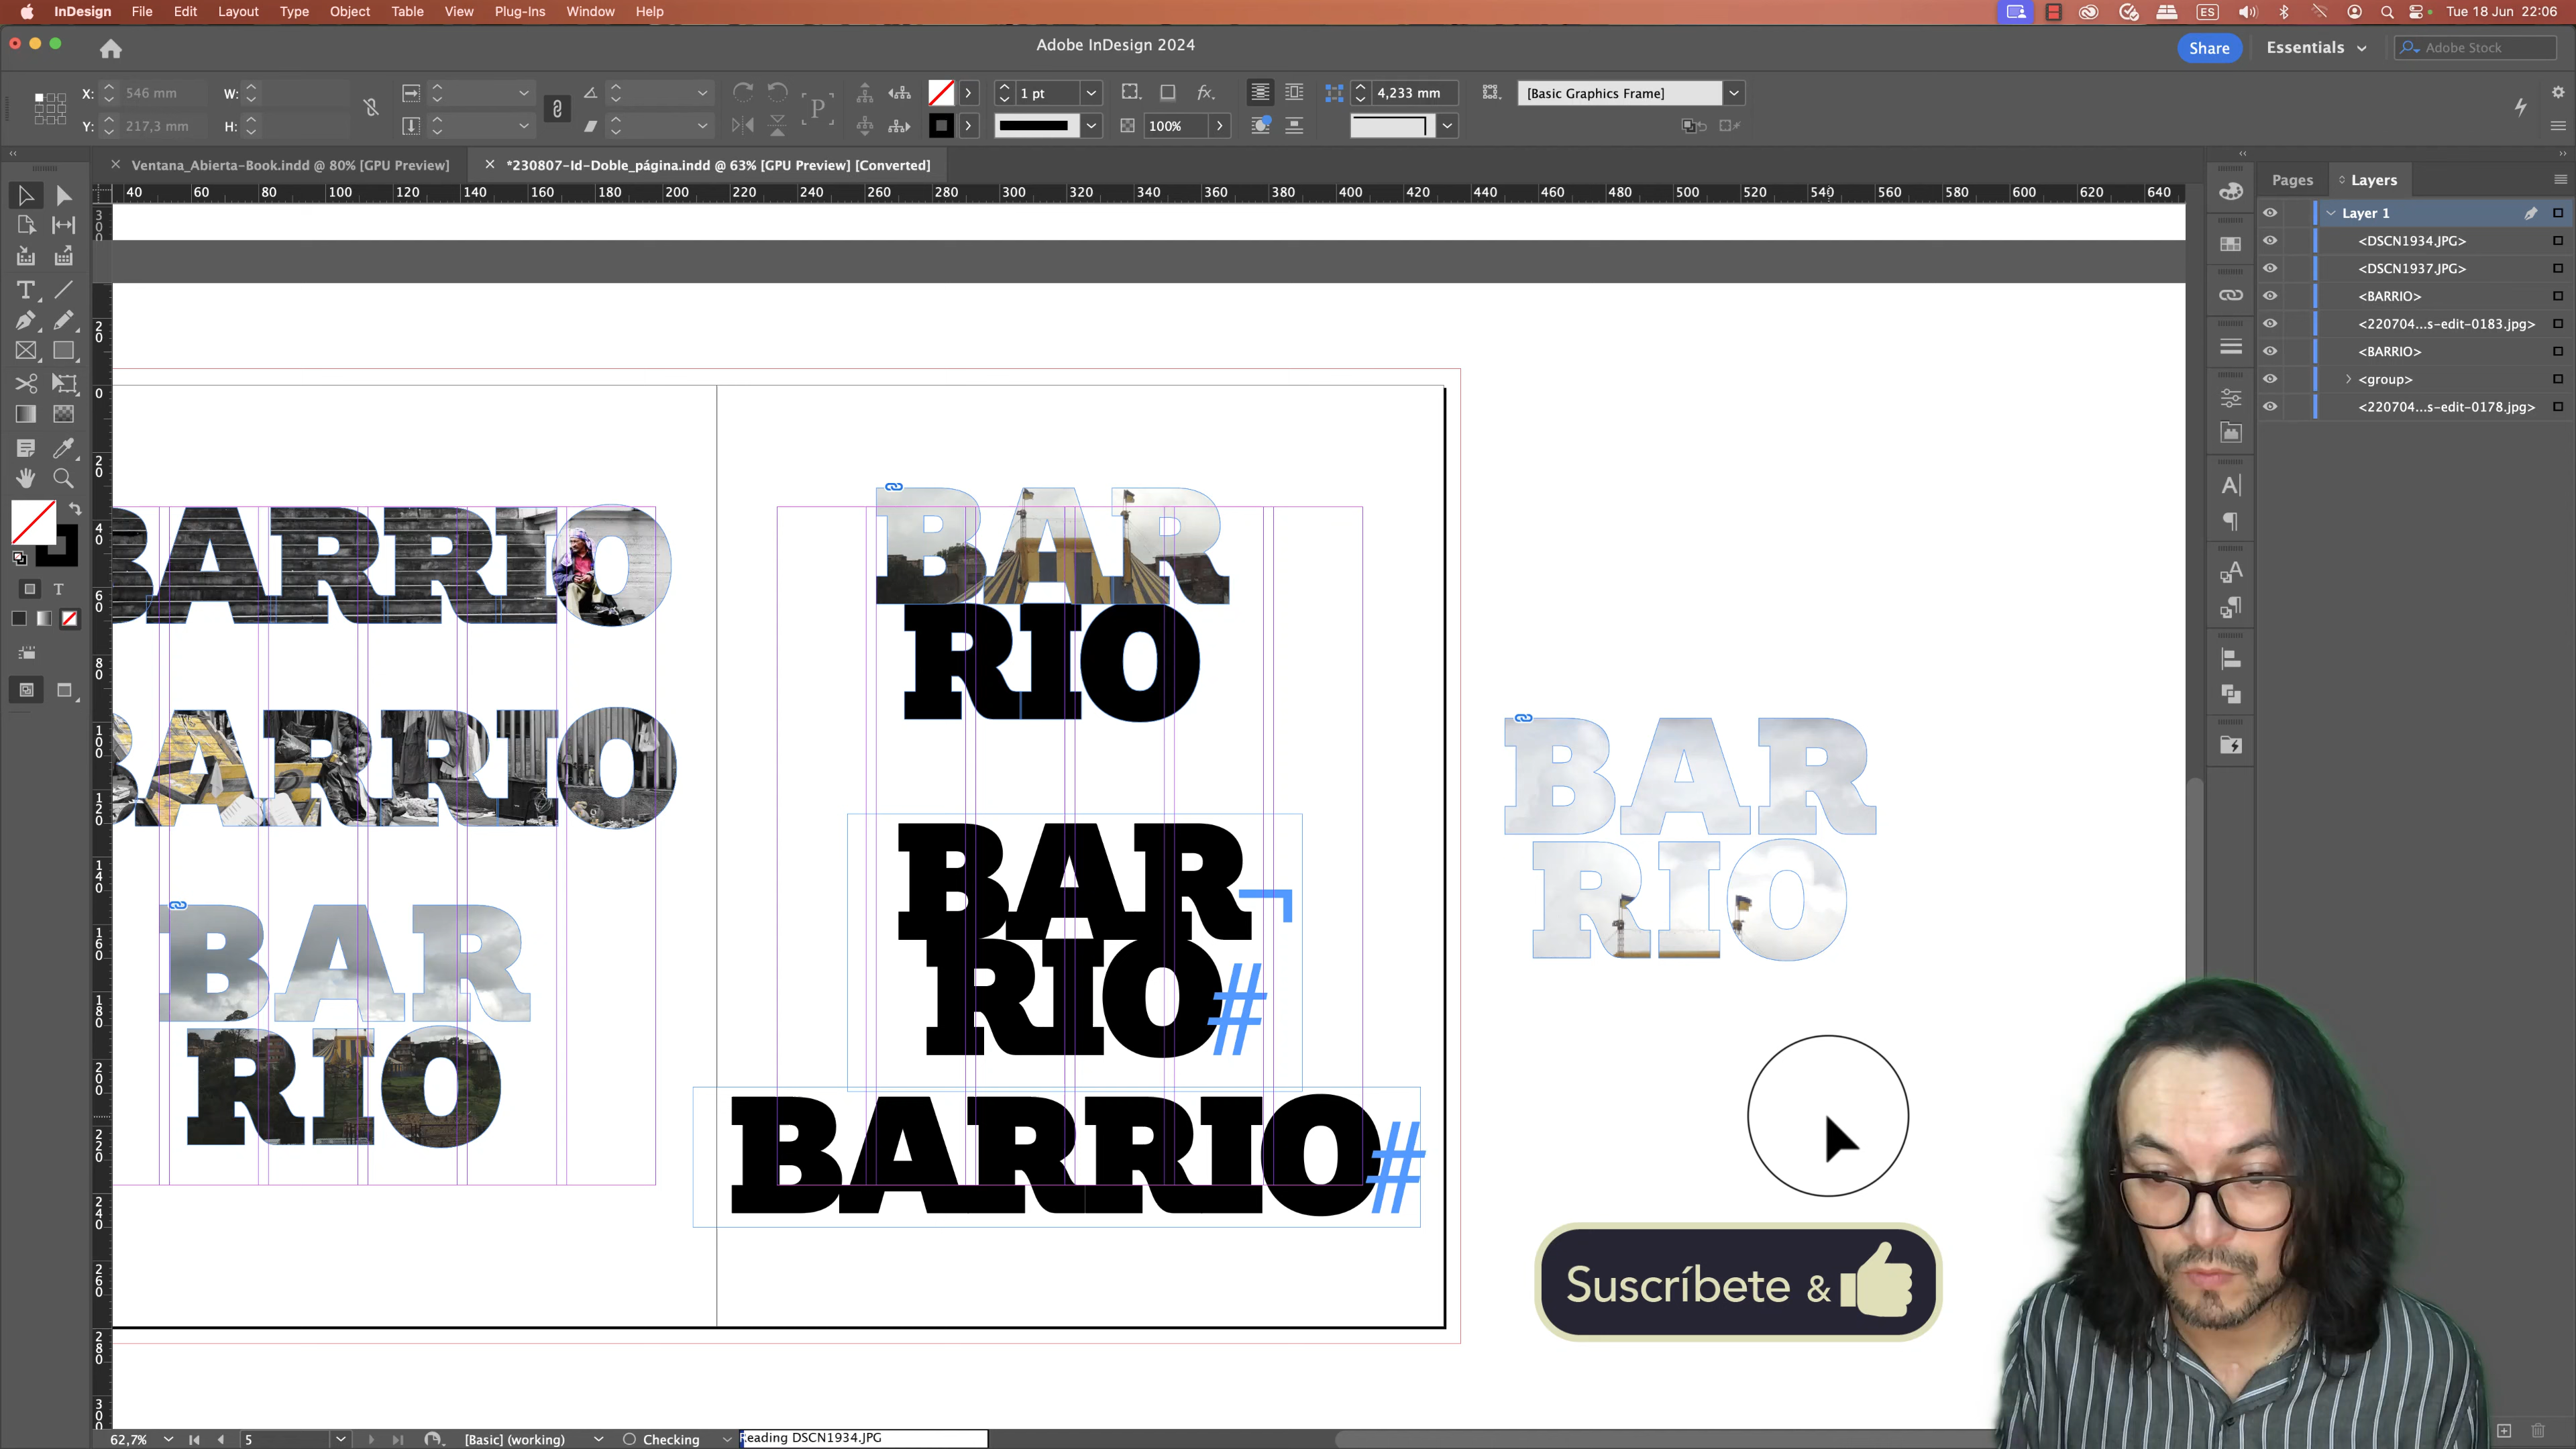 InDesign File Edit Layout Type Object Table View Plug-Ins Window Help ES Tue 18 Jun 22:06
Adobe InDesign 2024
Share Essentials Adobe Stock
X: 546 mm W: 1 pt 4,233 mm [Basic Graphics Frame]
Y: 217,3 mm H: 100%
Ventana_Abierta-Book.indd @ 80% [GPU Preview] *230807-Id-Doble_página.indd @ 63% [GPU Preview] [Converted]
40 60 80 100 120 140 160 180 200 220 240 260 280 300 320 340 360 380 400 420 440 460 480 500 520 540 560 580 600 620 640
Pages Layers
Layer 1
<DSCN1934.JPG>
<DSCN1937.JPG>
<BARRIO>
<220704...s-edit-0183.jpg>
<BARRIO>
<group>
<220704...s-edit-0178.jpg>
BARRIO
BARRIO
BAR
RIO
BAR
RIO
BAR
RIO#
BARRIO#
BAR
RIO
Suscríbete &
62,7% 5 [Basic] (working) Checking Reading DSCN1934.JPG